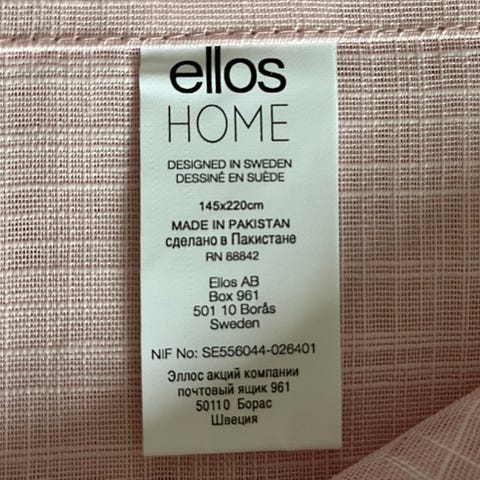 ellos
HOME
DESIGNED IN SWEDEN
DESSINÉ EN SUÈDE
145x220cm
MADE IN PAKISTAN
сделано в Пакистане
RN 88842
Ellos AB
Box 961
501 10 Borås
Sweden
NIF No: SE556044-026401
Эллос акций компании
почтовый ящик 961
50110 Борас
Швеция